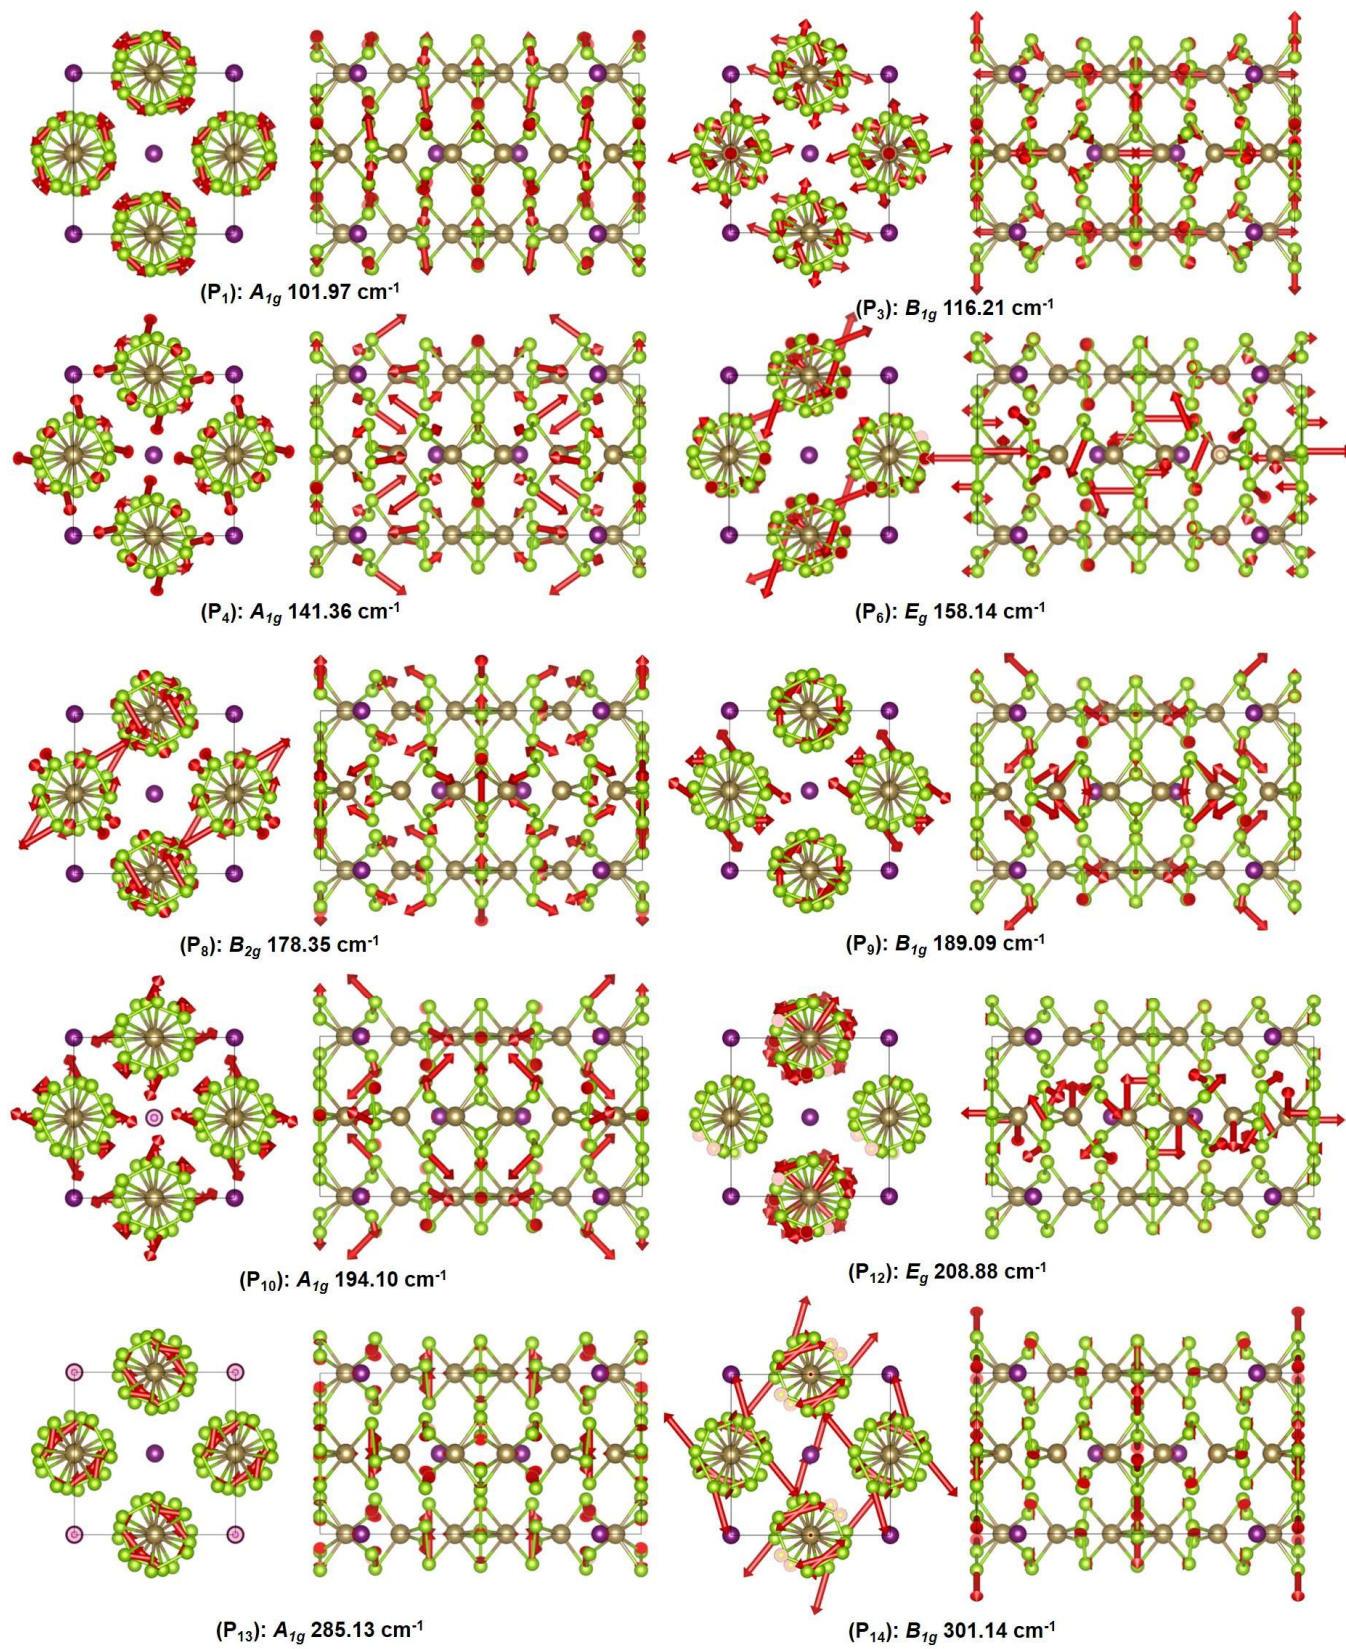 (P₁): A₁g 101.97 cm⁻¹
(P₃): B₁g 116.21 cm⁻¹
(P₄): A₁g 141.36 cm⁻¹
(P₆): Eg 158.14 cm⁻¹
(P₈): B₂g 178.35 cm⁻¹
(P₉): B₁g 189.09 cm⁻¹
(P₁₀): A₁g 194.10 cm⁻¹
(P₁₂): Eg 208.88 cm⁻¹
(P₁₃): A₁g 285.13 cm⁻¹
(P₁₄): B₁g 301.14 cm⁻¹